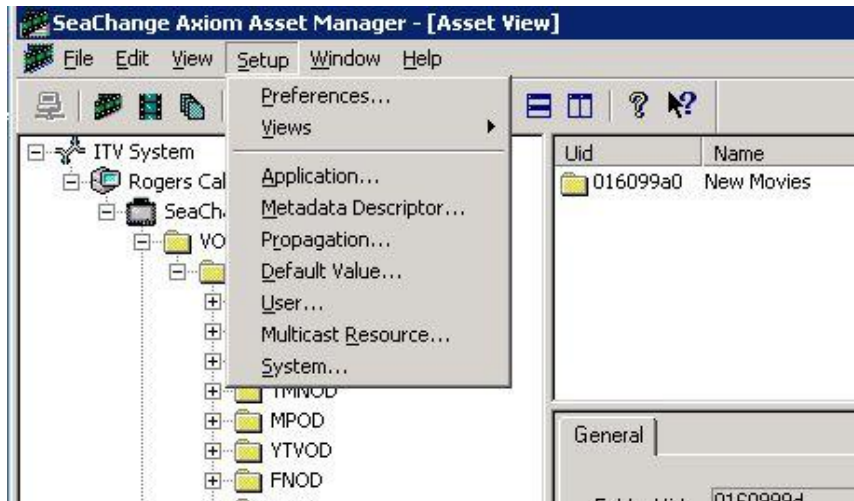 SeaChange Axiom Asset Manager - [Asset View]
File Edit View Setup Window Help
Preferences...
Views
Application...
Metadata Descriptor...
Propagation...
Default Value...
User...
Multicast Resource...
System...
ITV System
Rogers Cal
SeaCh
VO
TMNOD
MPOD
YTVOD
FNOD
Uid Name
016099a0 New Movies
General
0160999d